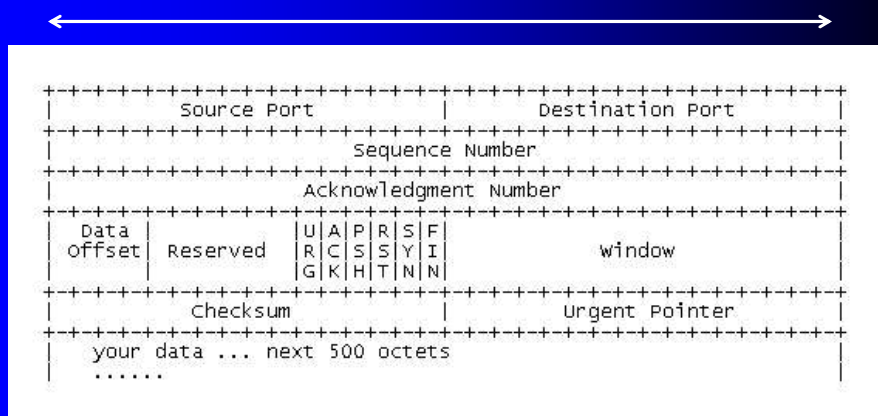 +-+-+-+-+-+-+-+-+-+-+-+-+-+-+-+-+-+-+-+-+-+-+-+-+-+-+-+-+-+-+-+-+
|          Source Port          |       Destination Port        |
+-+-+-+-+-+-+-+-+-+-+-+-+-+-+-+-+-+-+-+-+-+-+-+-+-+-+-+-+-+-+-+-+
|                        Sequence Number                        |
+-+-+-+-+-+-+-+-+-+-+-+-+-+-+-+-+-+-+-+-+-+-+-+-+-+-+-+-+-+-+-+-+
|                    Acknowledgment Number                      |
+-+-+-+-+-+-+-+-+-+-+-+-+-+-+-+-+-+-+-+-+-+-+-+-+-+-+-+-+-+-+-+-+
|  Data |           |U|A|P|R|S|F|                               |
| Offset| Reserved  |R|C|S|S|Y|I|            Window             |
|       |           |G|K|H|T|N|N|                               |
+-+-+-+-+-+-+-+-+-+-+-+-+-+-+-+-+-+-+-+-+-+-+-+-+-+-+-+-+-+-+-+-+
|           Checksum            |         Urgent Pointer        |
+-+-+-+-+-+-+-+-+-+-+-+-+-+-+-+-+-+-+-+-+-+-+-+-+-+-+-+-+-+-+-+-+
|   your data ... next 500 octets                               |
|   ......                                                      |